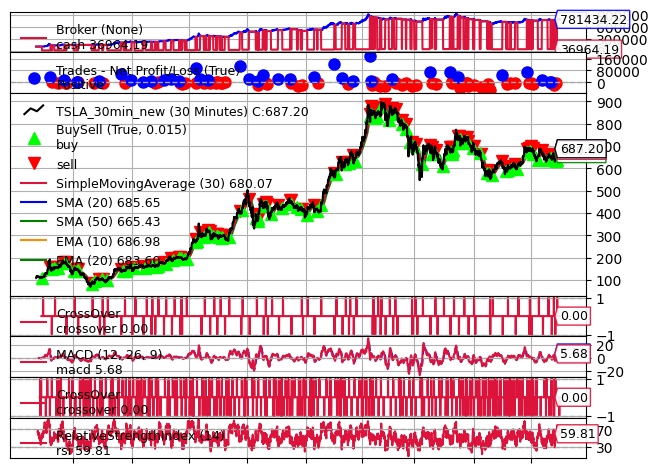 Broker (None)
cash 36964.19
781434.22
36964.19
Trades - Net Profit/Loss (True)
Positive
160000
80000
0
TSLA_30min_new (30 Minutes) C:687.20
BuySell (True, 0.015)
buy
sell
SimpleMovingAverage (30) 680.07
SMA (20) 685.65
SMA (50) 665.43
EMA (10) 686.98
EMA (20) 683.60
900
800
687.20
600
500
400
300
200
100
CrossOver
crossover 0.00
1
0.00
−1
MACD (12, 26, 9)
macd 5.68
20
5.68
0
−20
CrossOver
crossover 0.00
1
0.00
−1
RelativeStrengthIndex (14)
rsi 59.81
70
59.81
30